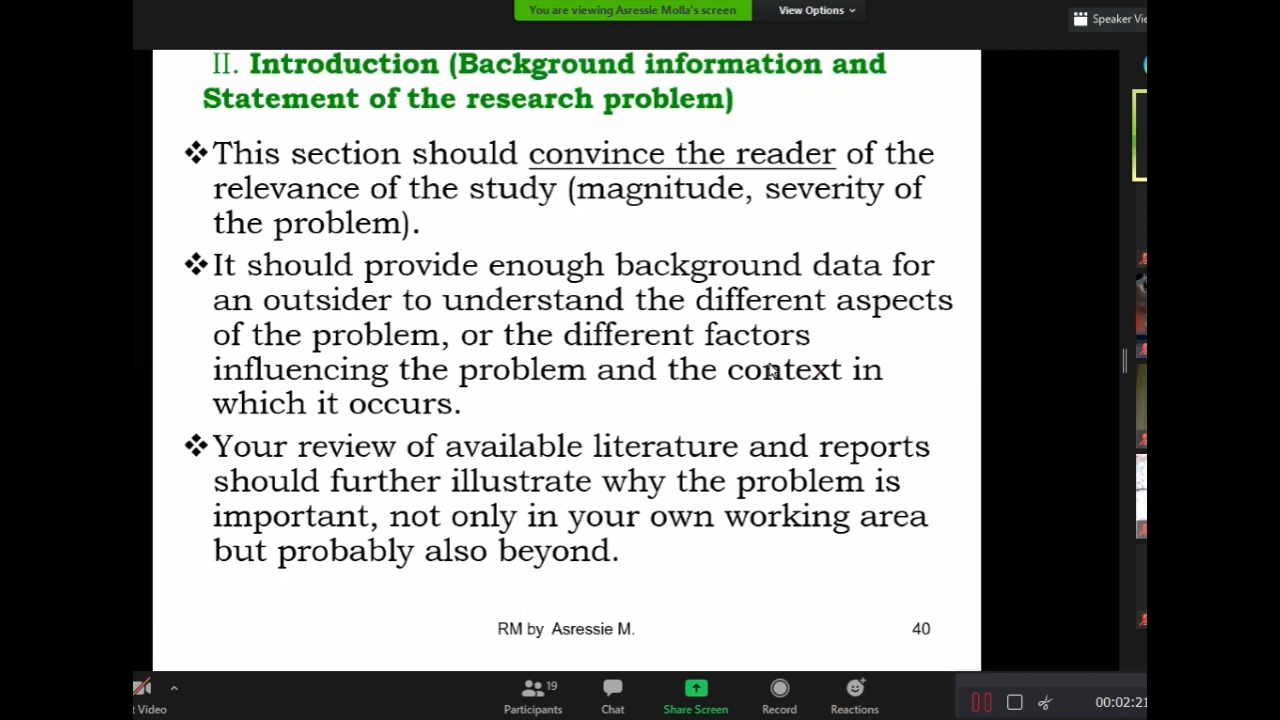 You are viewing Asressie Molla's screen
View Options
Speaker Vie
II. Introduction (Background information and
Statement of the research problem)
❖This section should convince the reader of the
relevance of the study (magnitude, severity of
the problem).
❖It should provide enough background data for
an outsider to understand the different aspects
of the problem, or the different factors
influencing the problem and the context in
which it occurs.
❖Your review of available literature and reports
should further illustrate why the problem is
important, not only in your own working area
but probably also beyond.
RM by Asressie M.
40
t Video
19
Participants
Chat
Share Screen
Record
Reactions
00:02:21